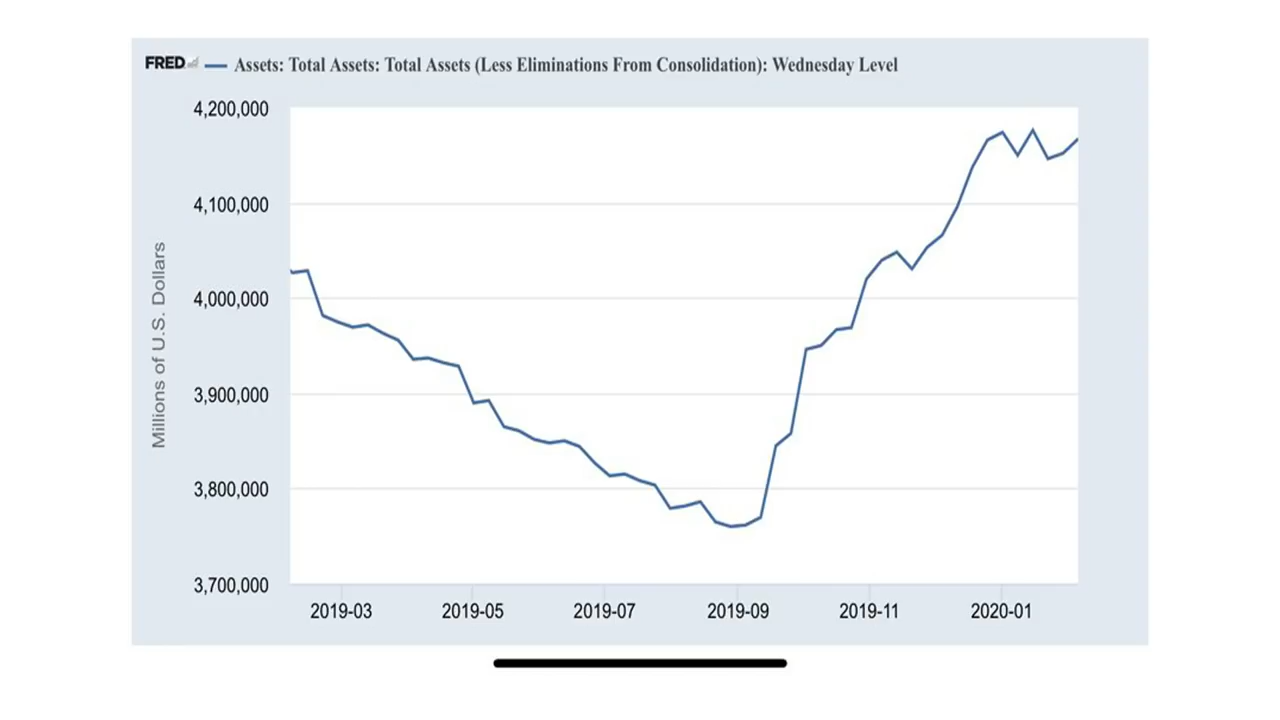 FRED Assets: Total Assets: Total Assets (Less Eliminations From Consolidation): Wednesday Level
Millions of U.S. Dollars
4,200,000
4,100,000
4,000,000
3,900,000
3,800,000
3,700,000
2019-03 2019-05 2019-07 2019-09 2019-11 2020-01